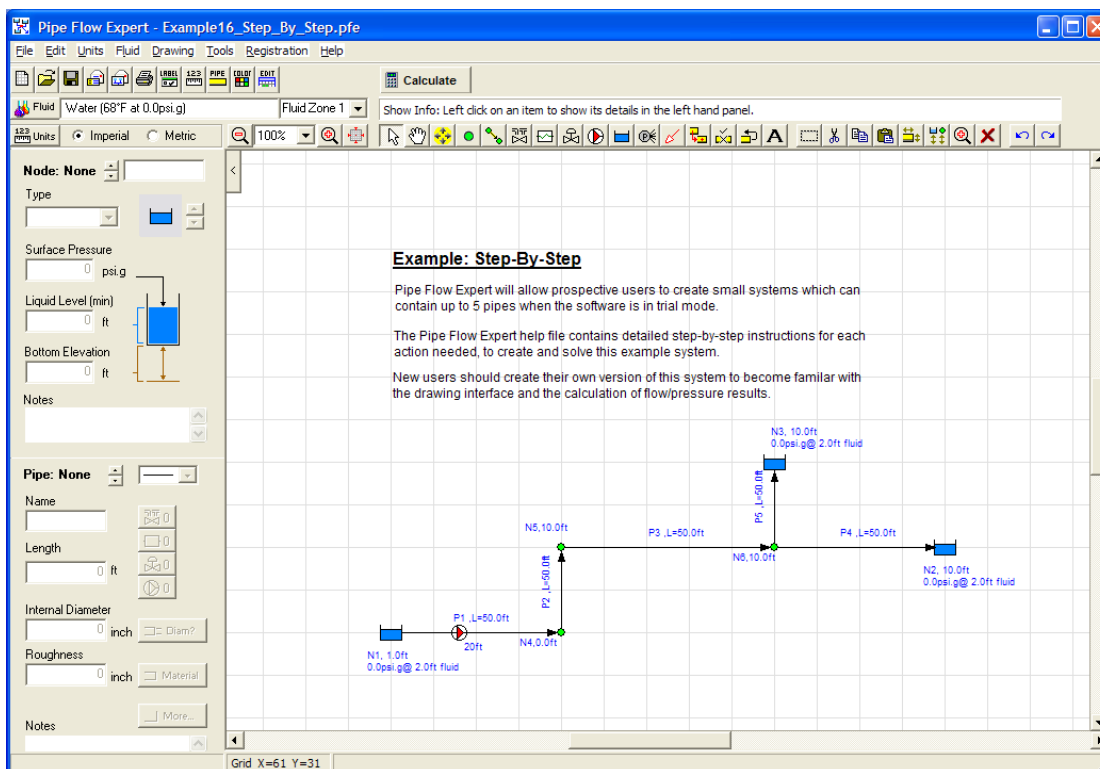 Pipe Flow Expert - Example16_Step_By_Step.pfe
File Edit Units Fluid Drawing Tools Registration Help
LABEL 123 PIPE COLOR EDIT
Calculate
Fluid Water (68°F at 0.0psi.g) Fluid Zone 1 Show Info: Left click on an item to show its details in the left hand panel.
123 Units Imperial Metric 100% A
Node: None
Type
Surface Pressure
0 psi.g
Liquid Level (min)
0 ft
Bottom Elevation
0 ft
Notes
Pipe: None
Name
0
Length
0
0 ft
0
0
Internal Diameter
0 inch Diam?
Roughness
0 inch Material
More...
Notes
Example: Step-By-Step
Pipe Flow Expert will allow prospective users to create small systems which can
contain up to 5 pipes when the software is in trial mode.
The Pipe Flow Expert help file contains detailed step-by-step instructions for each
action needed, to create and solve this example system.
New users should create their own version of this system to become familar with
the drawing interface and the calculation of flow/pressure results.
N3, 10.0ft
0.0psi.g@ 2.0ft fluid
P5 ,L=50.0ft
N5,10.0ft
P3 ,L=50.0ft
P4 ,L=50.0ft
N6,10.0ft
N2, 10.0ft
0.0psi.g@ 2.0ft fluid
P2 ,L=50.0ft
P1 ,L=50.0ft
20ft
N4,0.0ft
N1, 1.0ft
0.0psi.g@ 2.0ft fluid
Grid X=61 Y=31